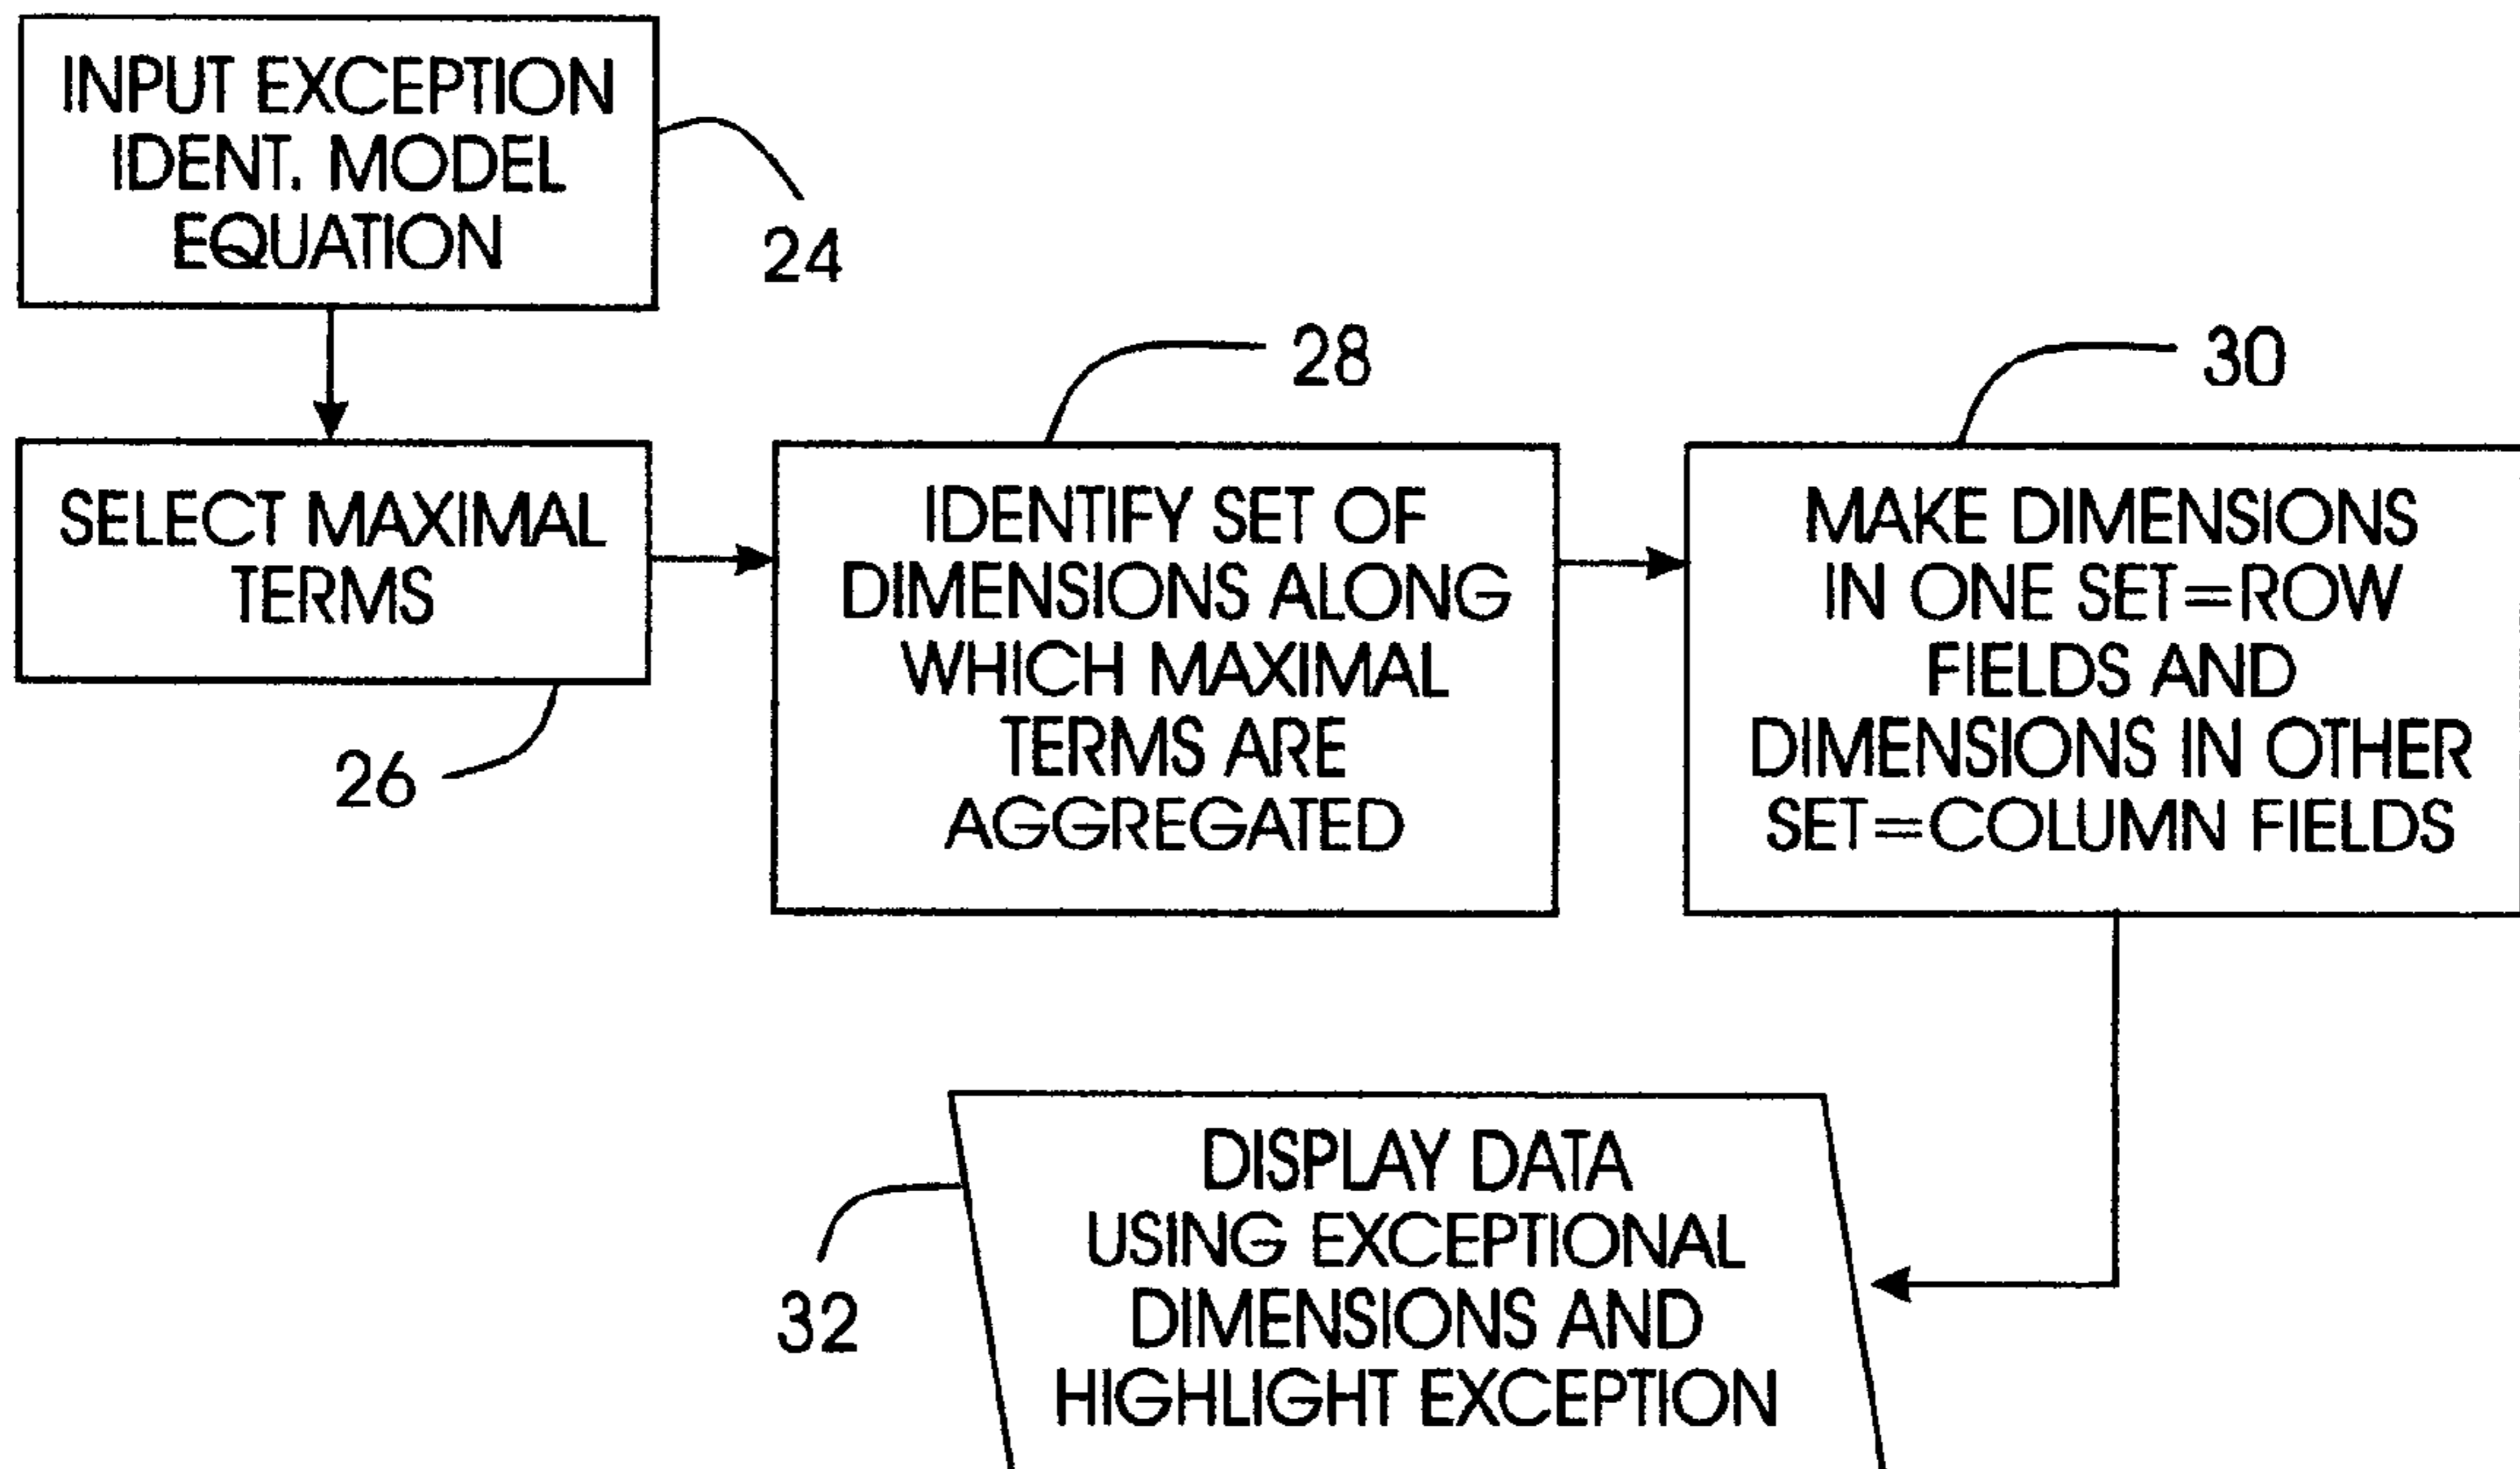 INPUT EXCEPTION
IDENT. MODEL
EQUATION
24
SELECT MAXIMAL
TERMS
26
28
IDENTIFY SET OF
DIMENSIONS ALONG
WHICH MAXIMAL
TERMS ARE
AGGREGATED
30
MAKE DIMENSIONS
IN ONE SET=ROW
FIELDS AND
DIMENSIONS IN OTHER
SET=COLUMN FIELDS
32
DISPLAY DATA
USING EXCEPTIONAL
DIMENSIONS AND
HIGHLIGHT EXCEPTION